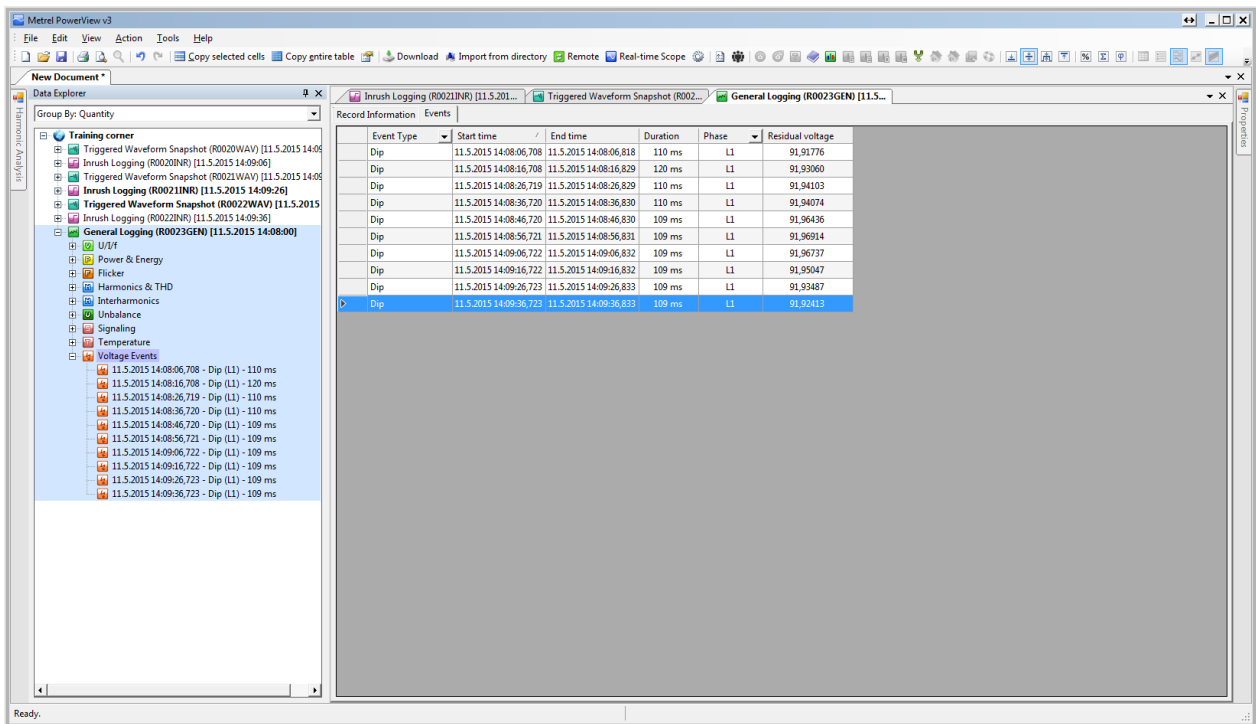 Metrel PowerView v3
File Edit View Action Tools Help
Copy selected cells Copy entire table Download Import from directory Remote Real-time Scope
New Document *
Data Explorer
Group By: Quantity
Training corner
Triggered Waveform Snapshot (R0020WAV) [11.5.2015 14:09
Inrush Logging (R0020INR) [11.5.2015 14:09:06]
Triggered Waveform Snapshot (R0021WAV) [11.5.2015 14:09
Inrush Logging (R0021INR) [11.5.2015 14:09:26]
Triggered Waveform Snapshot (R0022WAV) [11.5.2015
Inrush Logging (R0022INR) [11.5.2015 14:09:36]
General Logging (R0023GEN) [11.5.2015 14:08:00]
U/I/f
Power & Energy
Flicker
Harmonics & THD
Interharmonics
Unbalance
Signaling
Temperature
Voltage Events
11.5.2015 14:08:06,708 - Dip (L1) - 110 ms
11.5.2015 14:08:16,708 - Dip (L1) - 120 ms
11.5.2015 14:08:26,719 - Dip (L1) - 110 ms
11.5.2015 14:08:36,720 - Dip (L1) - 110 ms
11.5.2015 14:08:46,720 - Dip (L1) - 109 ms
11.5.2015 14:08:56,721 - Dip (L1) - 109 ms
11.5.2015 14:09:06,722 - Dip (L1) - 109 ms
11.5.2015 14:09:16,722 - Dip (L1) - 109 ms
11.5.2015 14:09:26,723 - Dip (L1) - 109 ms
11.5.2015 14:09:36,723 - Dip (L1) - 109 ms
Harmonic Analysis
Inrush Logging (R0021INR) [11.5.201... Triggered Waveform Snapshot (R002... General Logging (R0023GEN) [11.5...
Record Information Events
Event Type Start time End time Duration Phase Residual voltage
Dip 11.5.2015 14:08:06,708 11.5.2015 14:08:06,818 110 ms L1 91,91776
Dip 11.5.2015 14:08:16,708 11.5.2015 14:08:16,829 120 ms L1 91,93060
Dip 11.5.2015 14:08:26,719 11.5.2015 14:08:26,829 110 ms L1 91,94103
Dip 11.5.2015 14:08:36,720 11.5.2015 14:08:36,830 110 ms L1 91,94074
Dip 11.5.2015 14:08:46,720 11.5.2015 14:08:46,830 109 ms L1 91,96436
Dip 11.5.2015 14:08:56,721 11.5.2015 14:08:56,831 109 ms L1 91,96914
Dip 11.5.2015 14:09:06,722 11.5.2015 14:09:06,832 109 ms L1 91,96737
Dip 11.5.2015 14:09:16,722 11.5.2015 14:09:16,832 109 ms L1 91,95047
Dip 11.5.2015 14:09:26,723 11.5.2015 14:09:26,833 109 ms L1 91,93487
Dip 11.5.2015 14:09:36,723 11.5.2015 14:09:36,833 109 ms L1 91,92413
Properties
Ready.